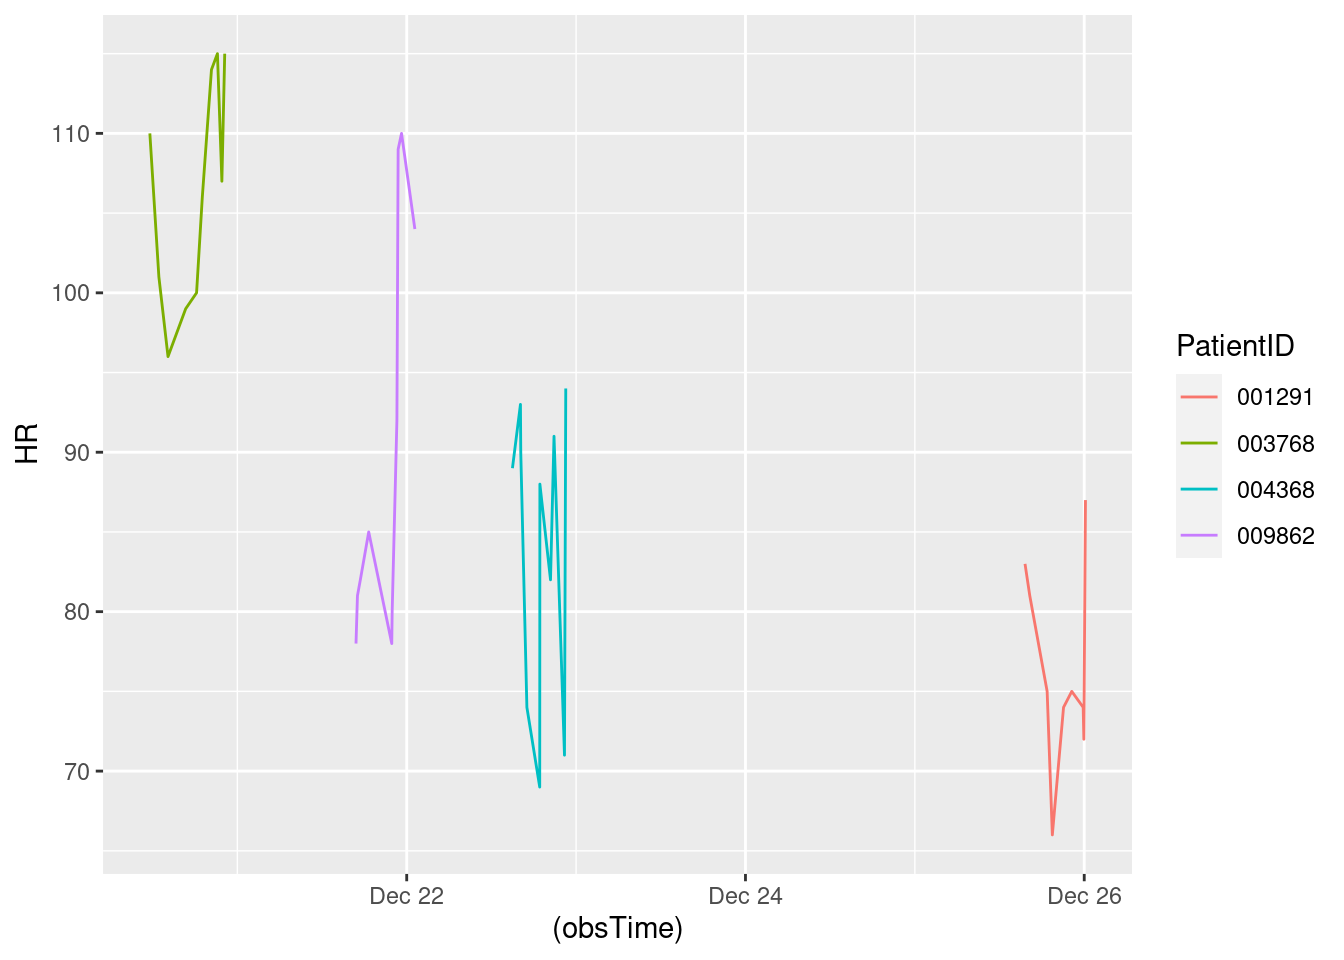 110
100
90
80
70
HR
Dec 22
Dec 24
Dec 26
(obsTime)
PatientID
001291
003768
004368
009862